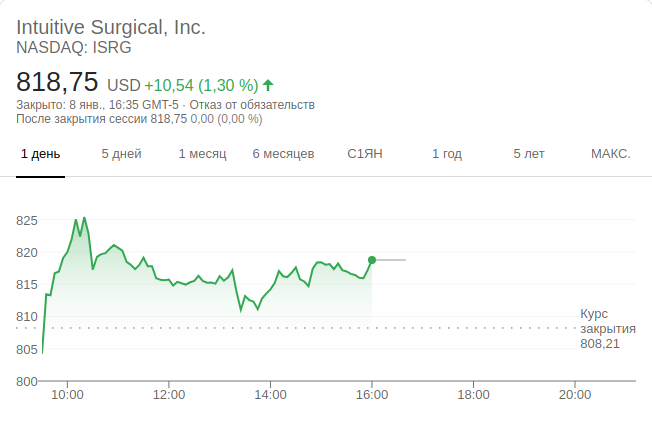 Intuitive Surgical, Inc.
NASDAQ: ISRG
818,75 USD +10,54 (1,30 %)
Закрыто: 8 янв., 16:35 GMT-5 · Отказ от обязательств
После закрытия сессии 818,75 0,00 (0,00 %)
1 день 5 дней 1 месяц 6 месяцев С1ЯН 1 год 5 лет МАКС.
825
820
815
810
805
800
Курс
закрытия
808,21
10:00 12:00 14:00 16:00 18:00 20:00